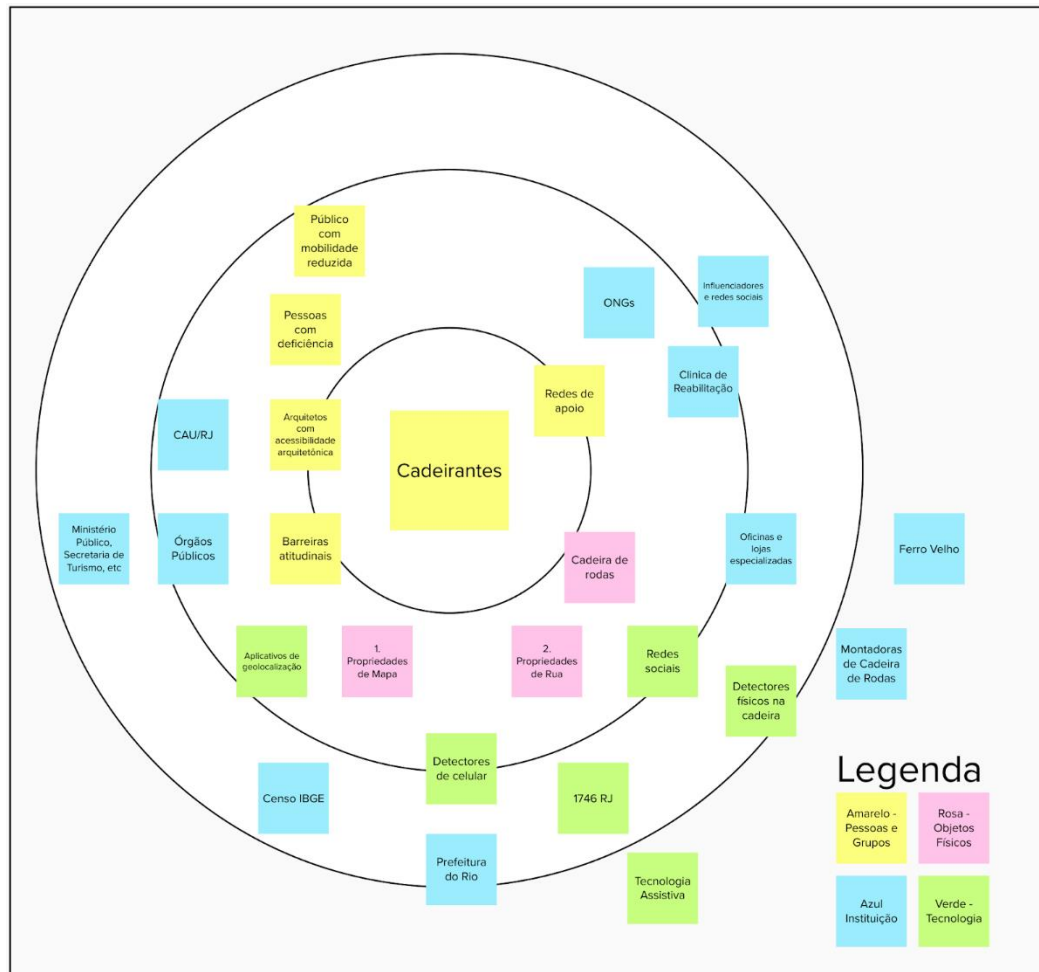 Público
com
mobilidade
reduzida
ONGs
Influenciadores
e redes sociais
Pessoas
com
deficiência
Clinica de
Reabilitação
Redes de
apoio
CAU/RJ
Arquitetos
com
acessibilidade
arquitetônica
Cadeirantes
Ministério
Público,
Secretaria de
Turismo, etc
Órgãos
Públicos
Barreiras
atitudinais
Cadeira de
rodas
Oficinas e
lojas
especializadas
Ferro Velho
Aplicativos de
geolocalização
1.
Propriedades
de Mapa
2.
Propriedades
de Rua
Redes
sociais
Montadoras
de Cadeira
de Rodas
Detectores
físicos na
cadeira
Detectores
de celular
Censo IBGE
1746 RJ
Prefeitura
do Rio
Tecnologia
Assistiva
Legenda
Amarelo -
Pessoas e
Grupos
Rosa -
Objetos
Físicos
Azul
Instituição
Verde -
Tecnologia